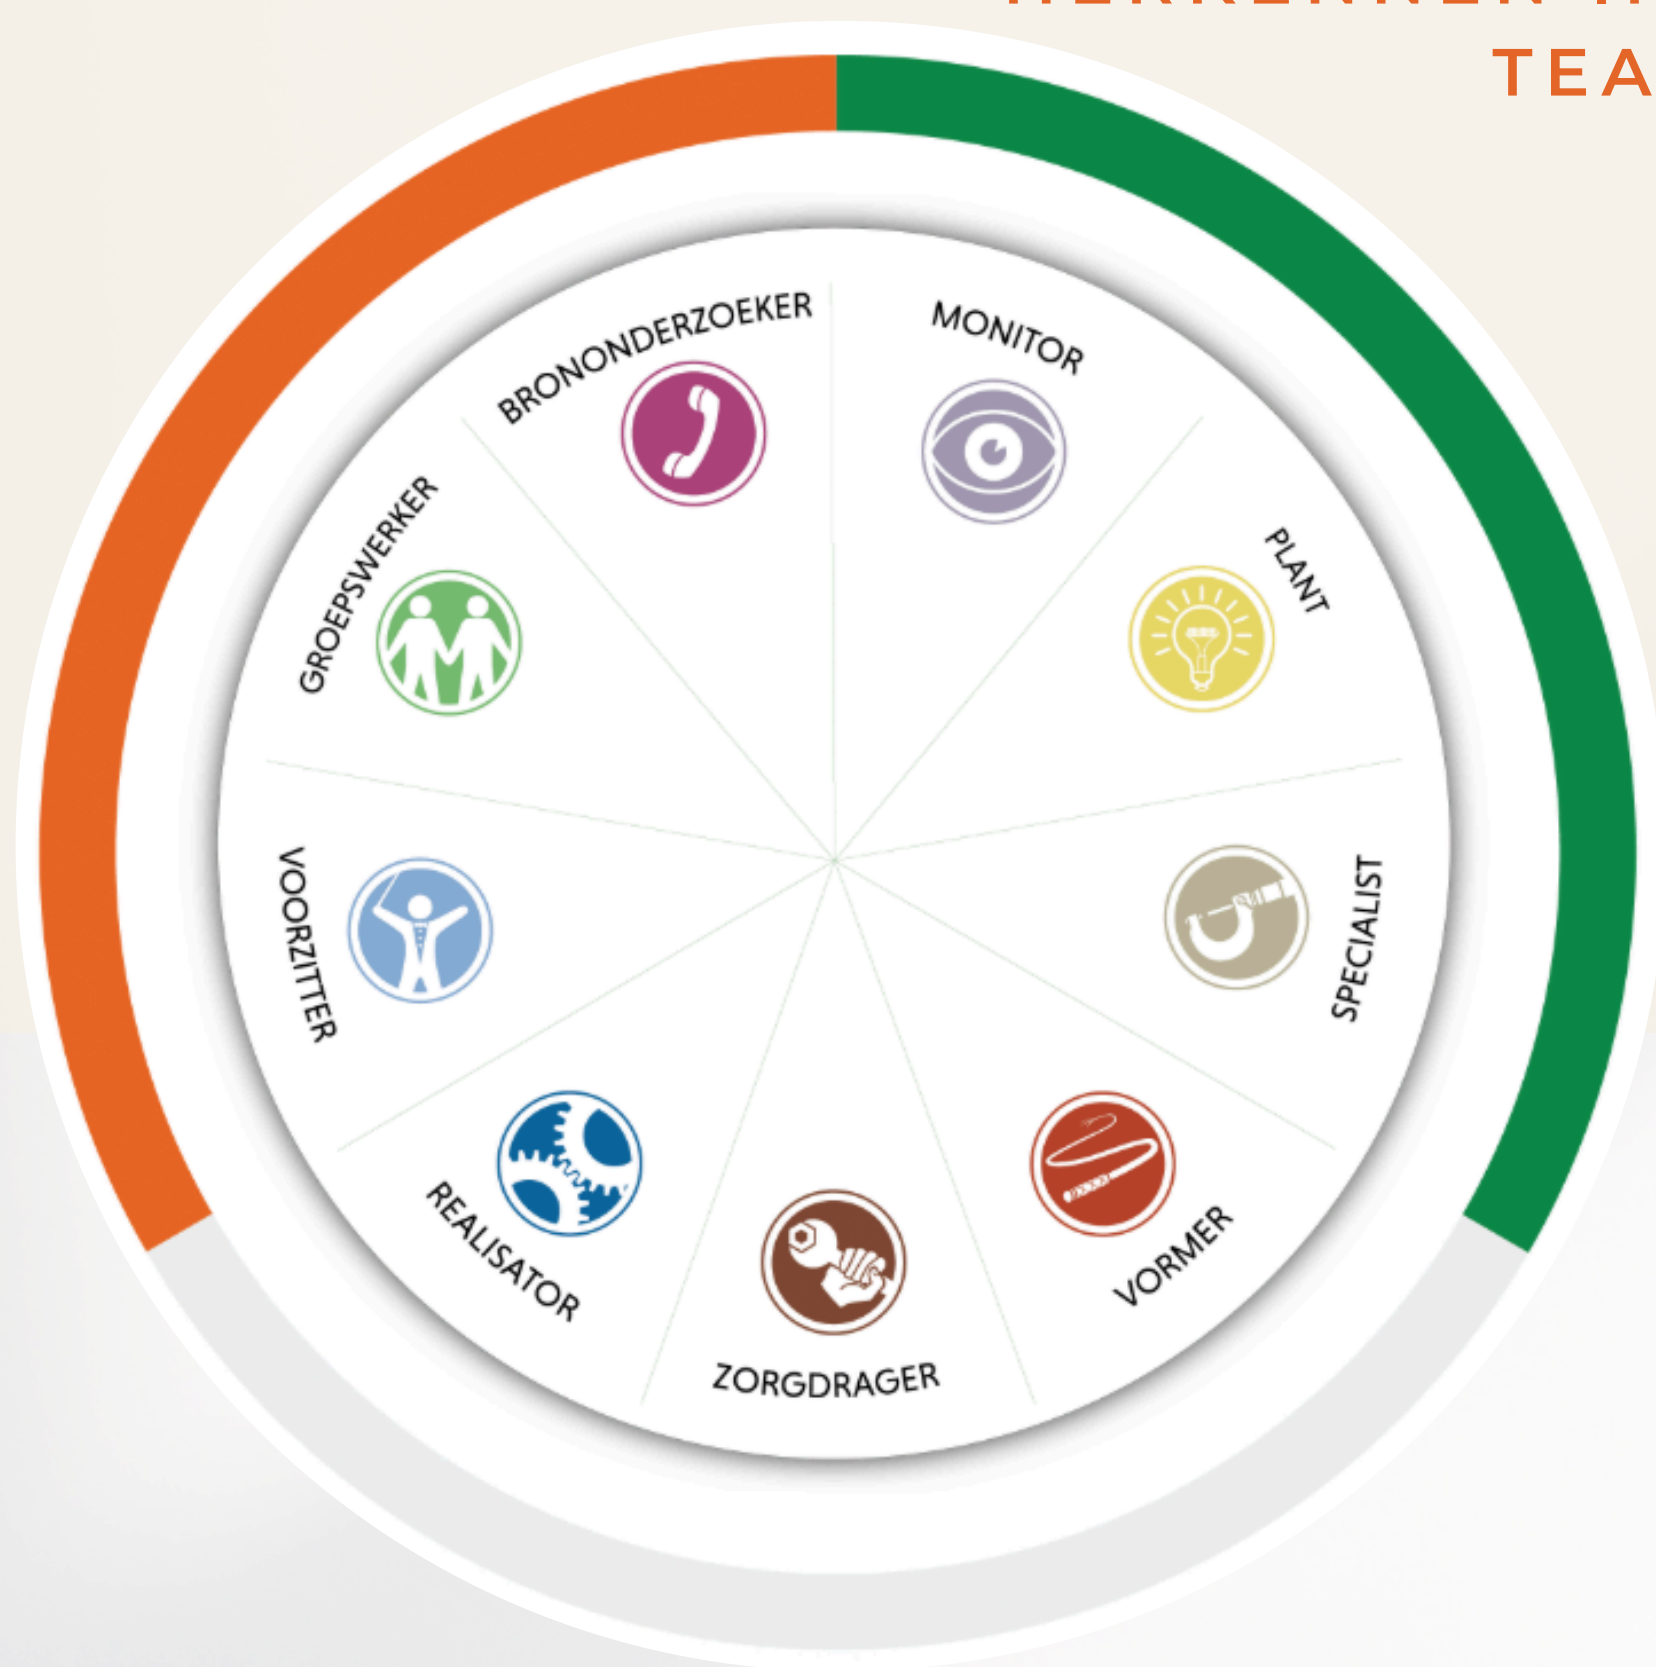 TEA
BRONONDERZOEKER
MONITOR
PLANT
SPECIALIST
VORMER
ZORGDRAGER
REALISATOR
VOORZITTER
GROEPSWERKER